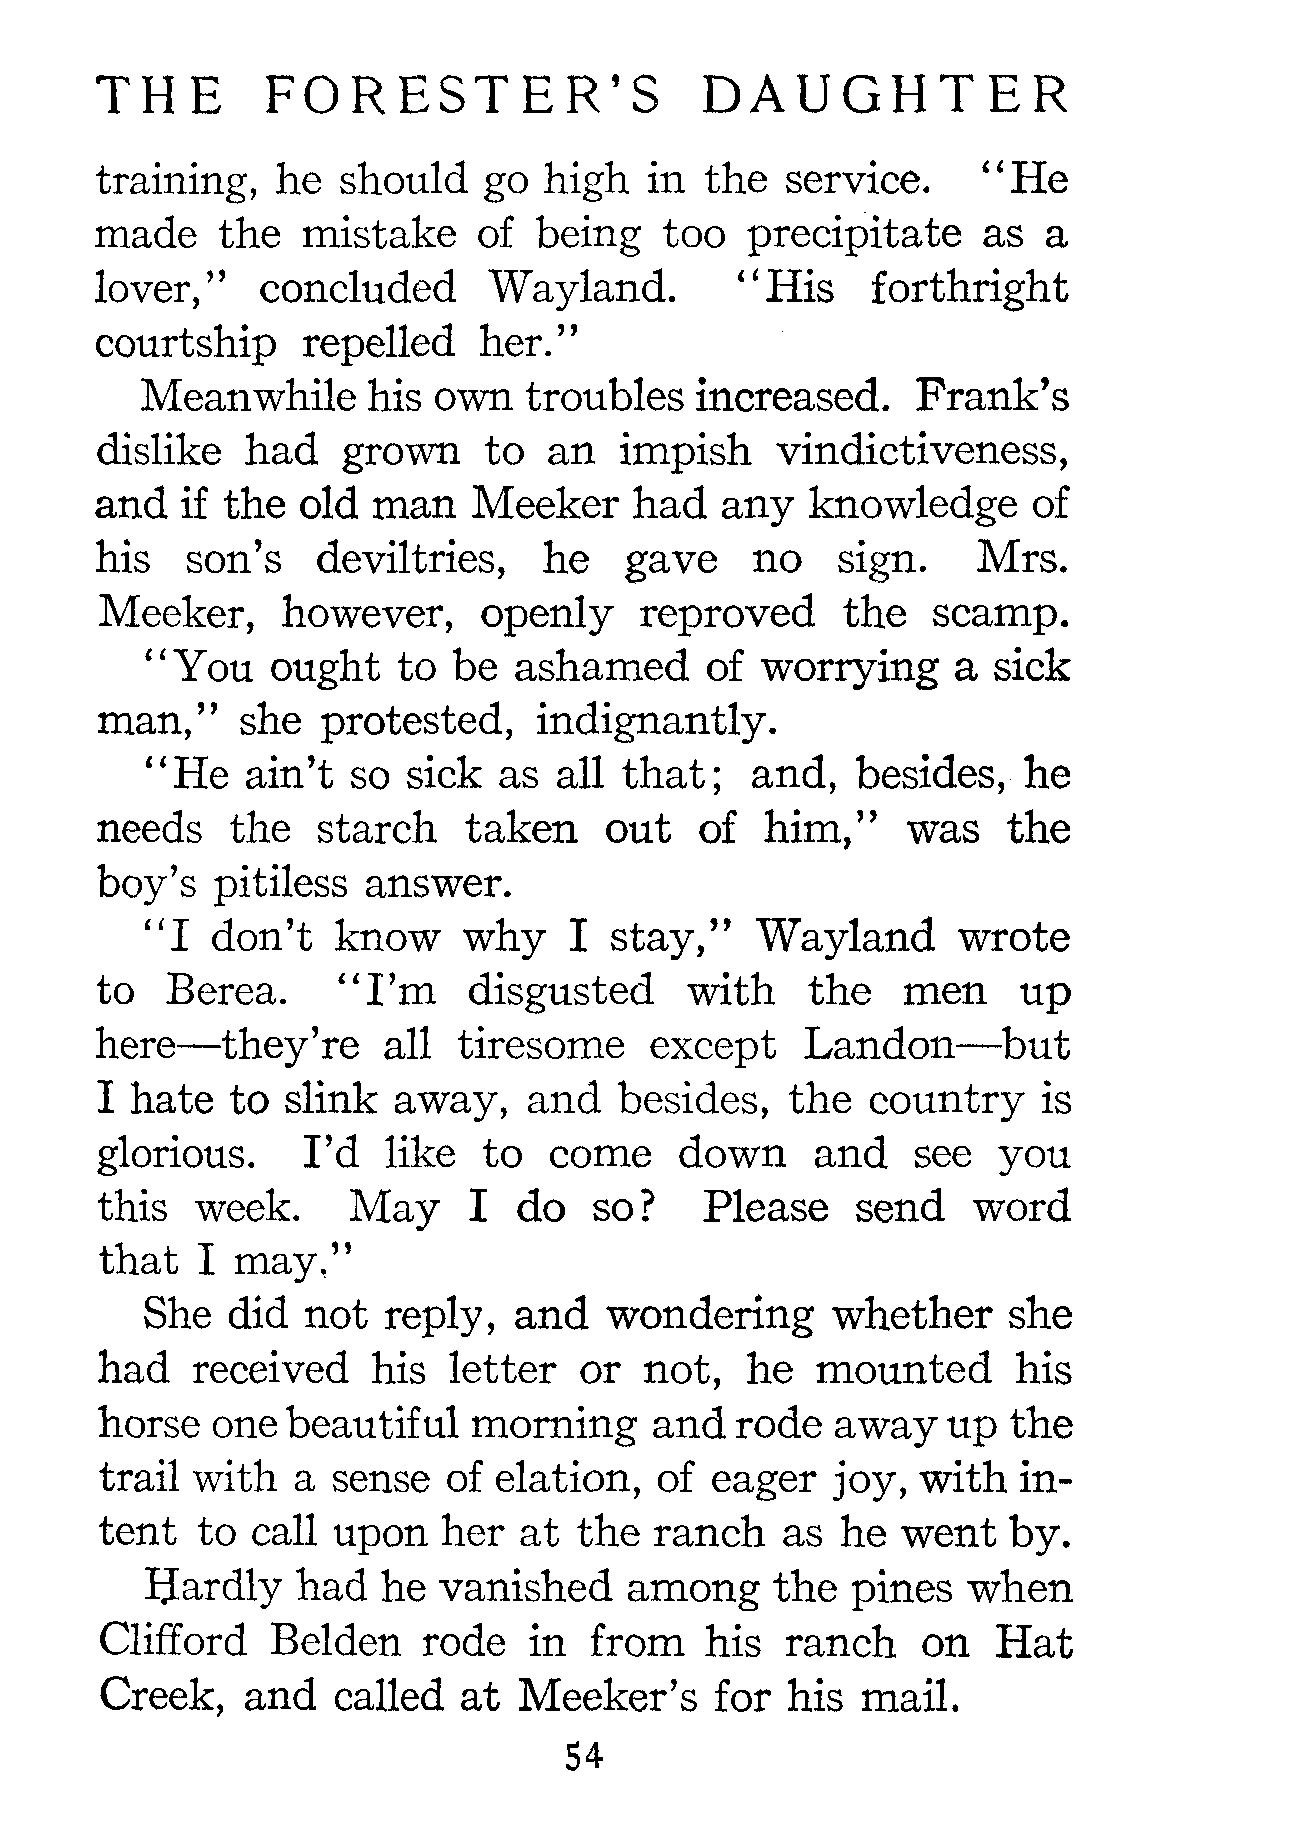 THE FORESTER'S DAUGHTER
training, he should go high in the service. "He
made the mistake of being too precipitate as a
lover," concluded Wayland. "His forthright
courtship repelled her."
Meanwhile his own troubles increased. Frank's
dislike had grown to an impish vindictiveness,
and if the old man Meeker had any knowledge of
his son's deviltries, he gave no sign. Mrs.
Meeker, however, openly reproved the scamp.
"You ought to be ashamed of worrying a sick
man," she protested, indignantly.
"He ain't so sick as all that; and, besides, he
needs the starch taken out of him," was the
boy's pitiless answer.
"I don't know why I stay," Wayland wrote
to Berea. "I'm disgusted with the men up
here—they're all tiresome except Landon—but
I hate to slink away, and besides, the country is
glorious. I'd like to come down and see you
this week. May I do so? Please send word
that I may."
She did not reply, and wondering whether she
had received his letter or not, he mounted his
horse one beautiful morning and rode away up the
trail with a sense of elation, of eager joy, with in-
tent to call upon her at the ranch as he went by.
Hardly had he vanished among the pines when
Clifford Belden rode in from his ranch on Hat
Creek, and called at Meeker's for his mail.
54